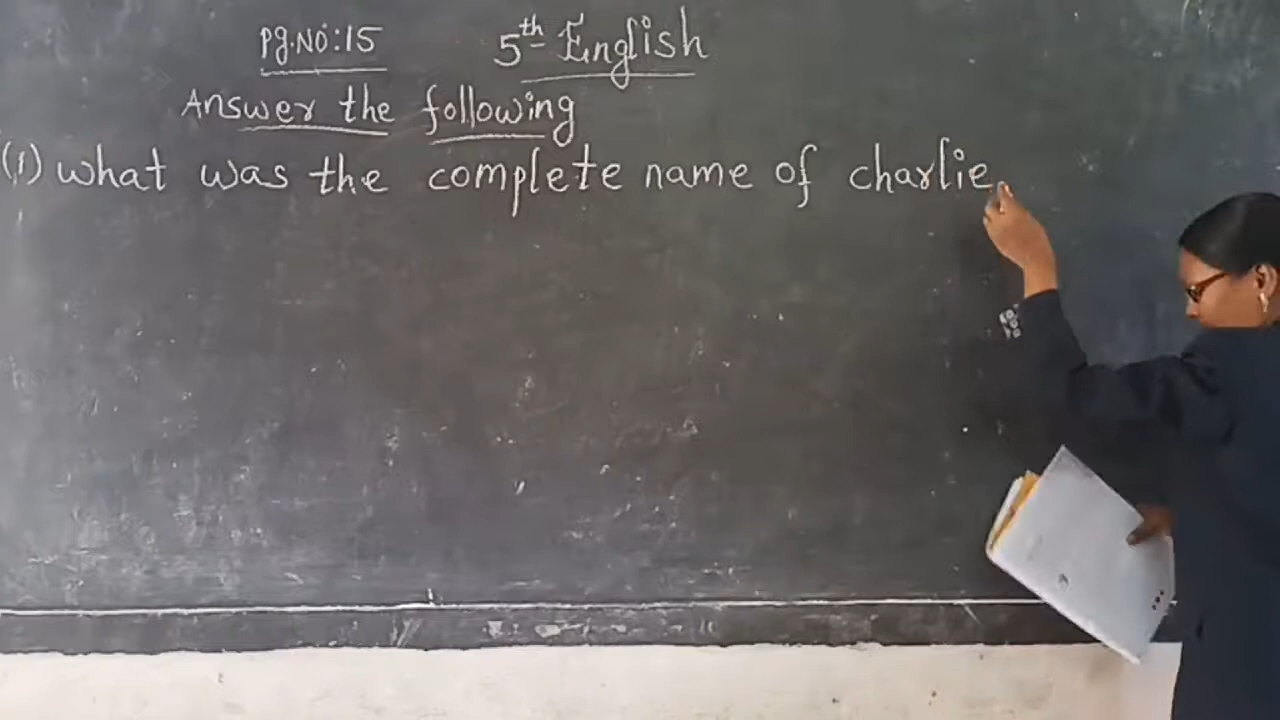 Pg.NO:15 5th English
Answer the following
(1) what was the complete name of charlie